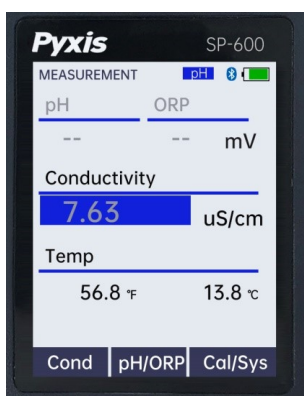 Pyxis SP-600
MEASUREMENT pH
pH ORP
-- -- mV
Conductivity
7.63 uS/cm
Temp
56.8 °F 13.8 °C
Cond pH/ORP Cal/Sys